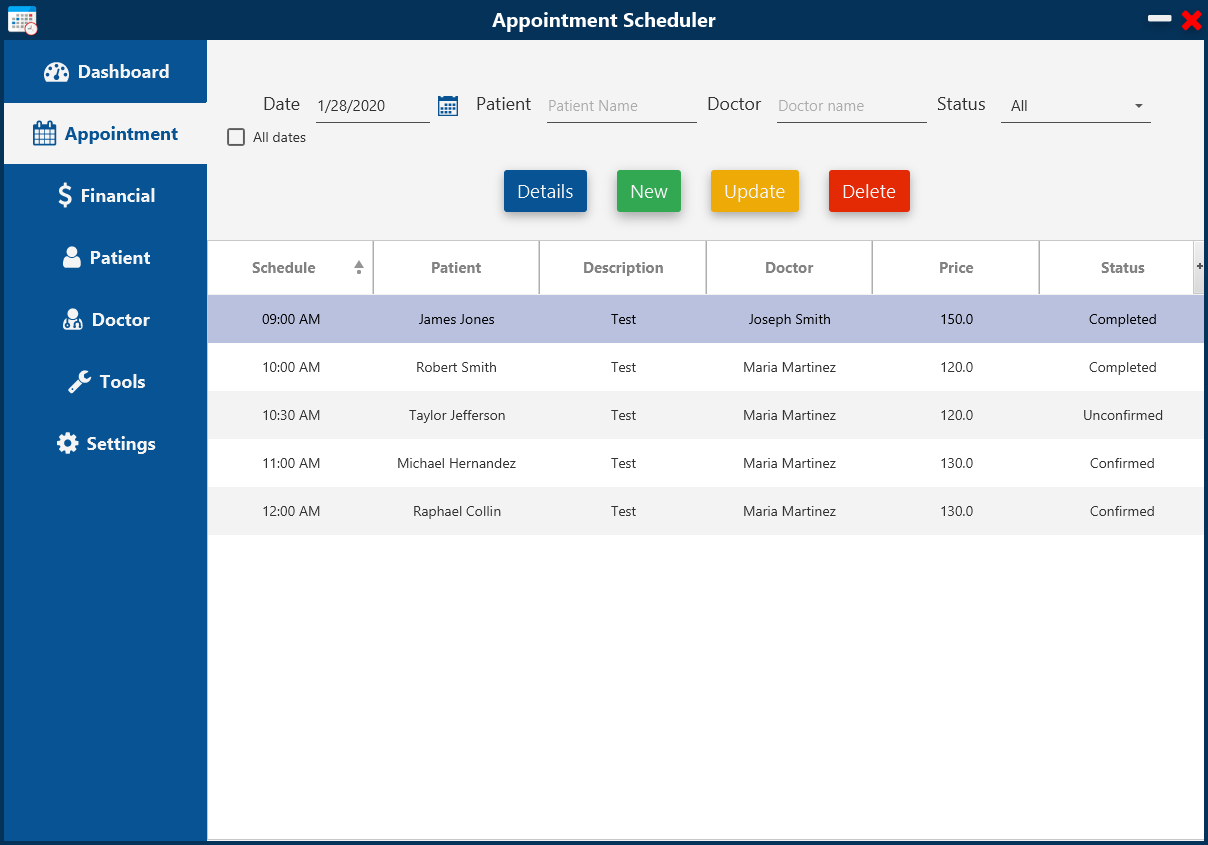 Appointment Scheduler
Dashboard
Appointment
Financial
Patient
Doctor
Tools
Settings
Date 1/28/2020 Patient Patient Name Doctor Doctor name Status All
All dates
Details New Update Delete
Schedule Patient Description Doctor Price Status +
09:00 AM James Jones Test Joseph Smith 150.0 Completed
10:00 AM Robert Smith Test Maria Martinez 120.0 Completed
10:30 AM Taylor Jefferson Test Maria Martinez 120.0 Unconfirmed
11:00 AM Michael Hernandez Test Maria Martinez 130.0 Confirmed
12:00 AM Raphael Collin Test Maria Martinez 130.0 Confirmed